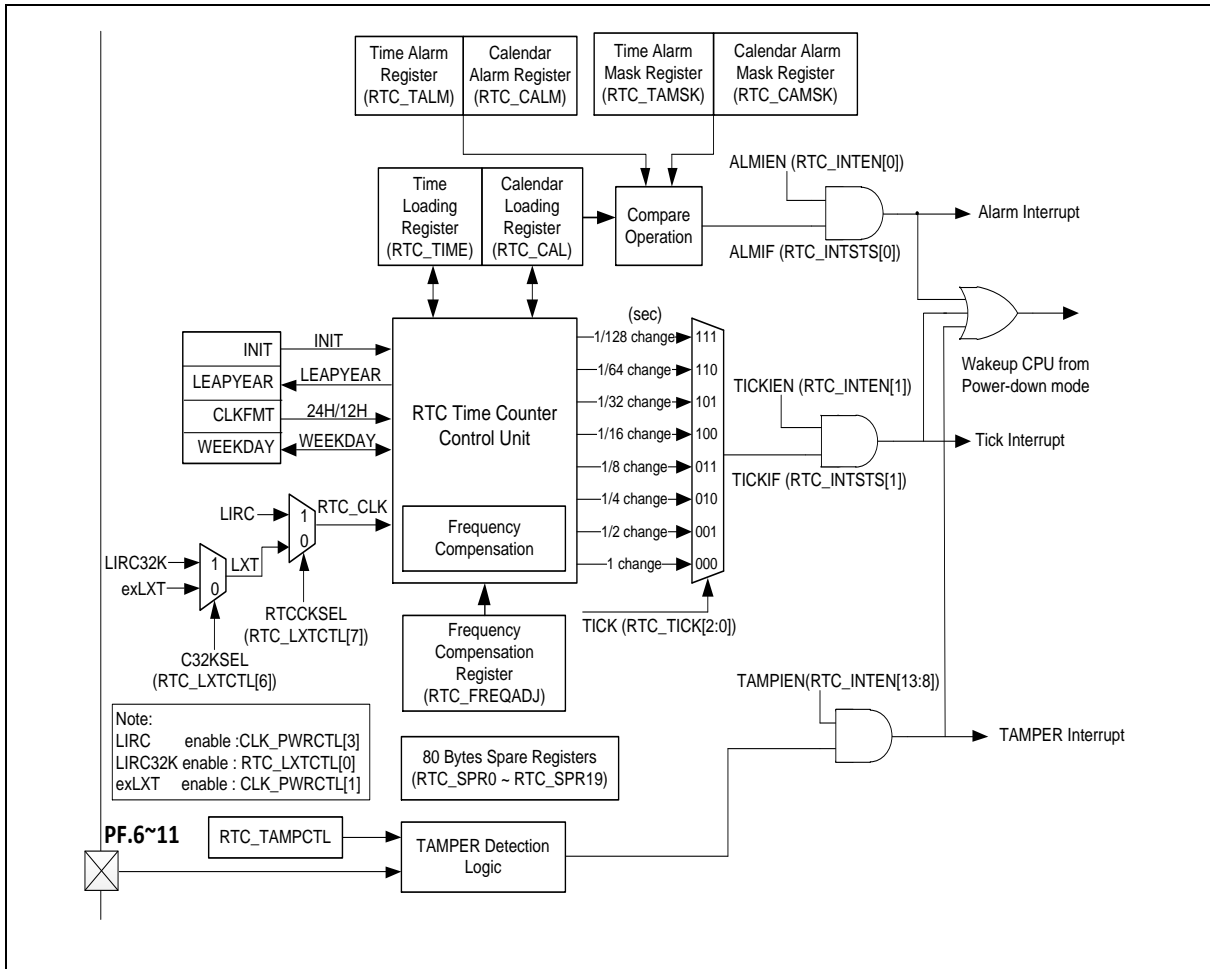 Time Alarm
Register
(RTC_TALM)
Calendar
Alarm Register
(RTC_CALM)
Time Alarm
Mask Register
(RTC_TAMSK)
Calendar Alarm
Mask Register
(RTC_CAMSK)
Time
Loading
Register
(RTC_TIME)
Calendar
Loading
Register
(RTC_CAL)
Compare
Operation
ALMIEN (RTC_INTEN[0])
ALMIF (RTC_INTSTS[0])
Alarm Interrupt
INIT
LEAPYEAR
CLKFMT
WEEKDAY
INIT
LEAPYEAR
24H/12H
WEEKDAY
RTC Time Counter
Control Unit
Frequency
Compensation
(sec)
1/128 change
1/64 change
1/32 change
1/16 change
1/8 change
1/4 change
1/2 change
1 change
111
110
101
100
011
010
001
000
TICK (RTC_TICK[2:0])
Wakeup CPU from
Power-down mode
TICKIEN (RTC_INTEN[1])
TICKIF (RTC_INTSTS[1])
Tick Interrupt
LIRC
1
0
RTC_CLK
LIRC32K
exLXT
1
0
LXT
RTCCKSEL
(RTC_LXTCTL[7])
C32KSEL
(RTC_LXTCTL[6])
Frequency
Compensation
Register
(RTC_FREQADJ)
TAMPIEN(RTC_INTEN[13:8])
TAMPER Interrupt
Note:
LIRC enable :CLK_PWRCTL[3]
LIRC32K enable : RTC_LXTCTL[0]
exLXT enable : CLK_PWRCTL[1]
80 Bytes Spare Registers
(RTC_SPR0 ~ RTC_SPR19)
PF.6~11
RTC_TAMPCTL
TAMPER Detection
Logic